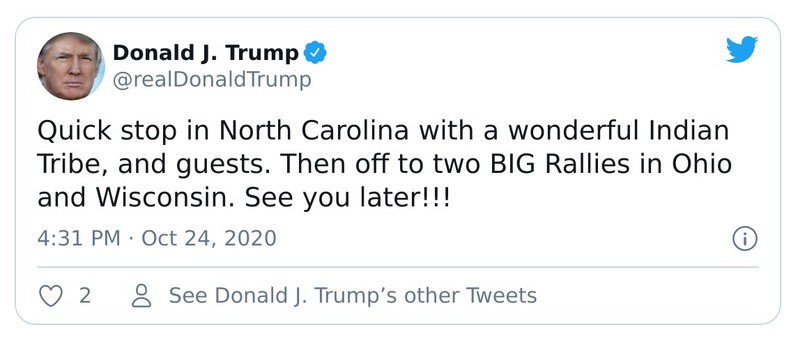 Donald J. Trump
@realDonaldTrump
Quick stop in North Carolina with a wonderful Indian
Tribe, and guests. Then off to two BIG Rallies in Ohio
and Wisconsin. See you later!!!
4:31 PM · Oct 24, 2020
2 See Donald J. Trump’s other Tweets